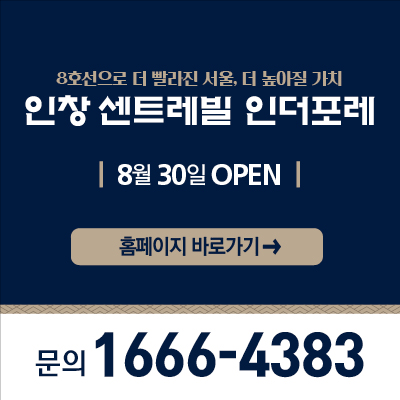 8호선으로 더 빨라진 서울, 더 높아질 가치
인창 센트레빌 인더포레
| 8월 30일 OPEN |
홈페이지 바로가기→
문의 1666-4383